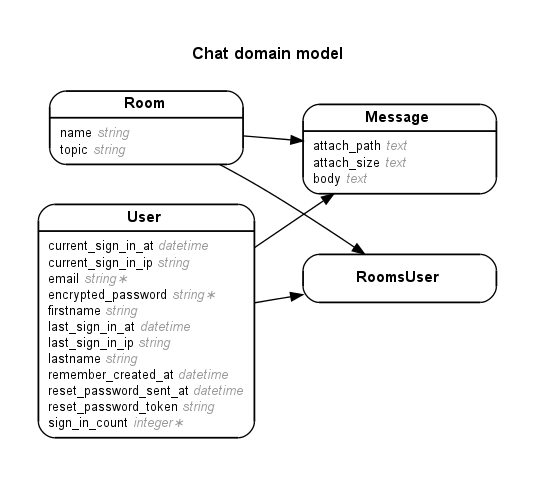 Chat domain model
Room
name string
topic string
Message
attach_path text
attach_size text
body text
User
current_sign_in_at datetime
current_sign_in_ip string
email string∗
encrypted_password string∗
firstname string
last_sign_in_at datetime
last_sign_in_ip string
lastname string
remember_created_at datetime
reset_password_sent_at datetime
reset_password_token string
sign_in_count integer∗
RoomsUser